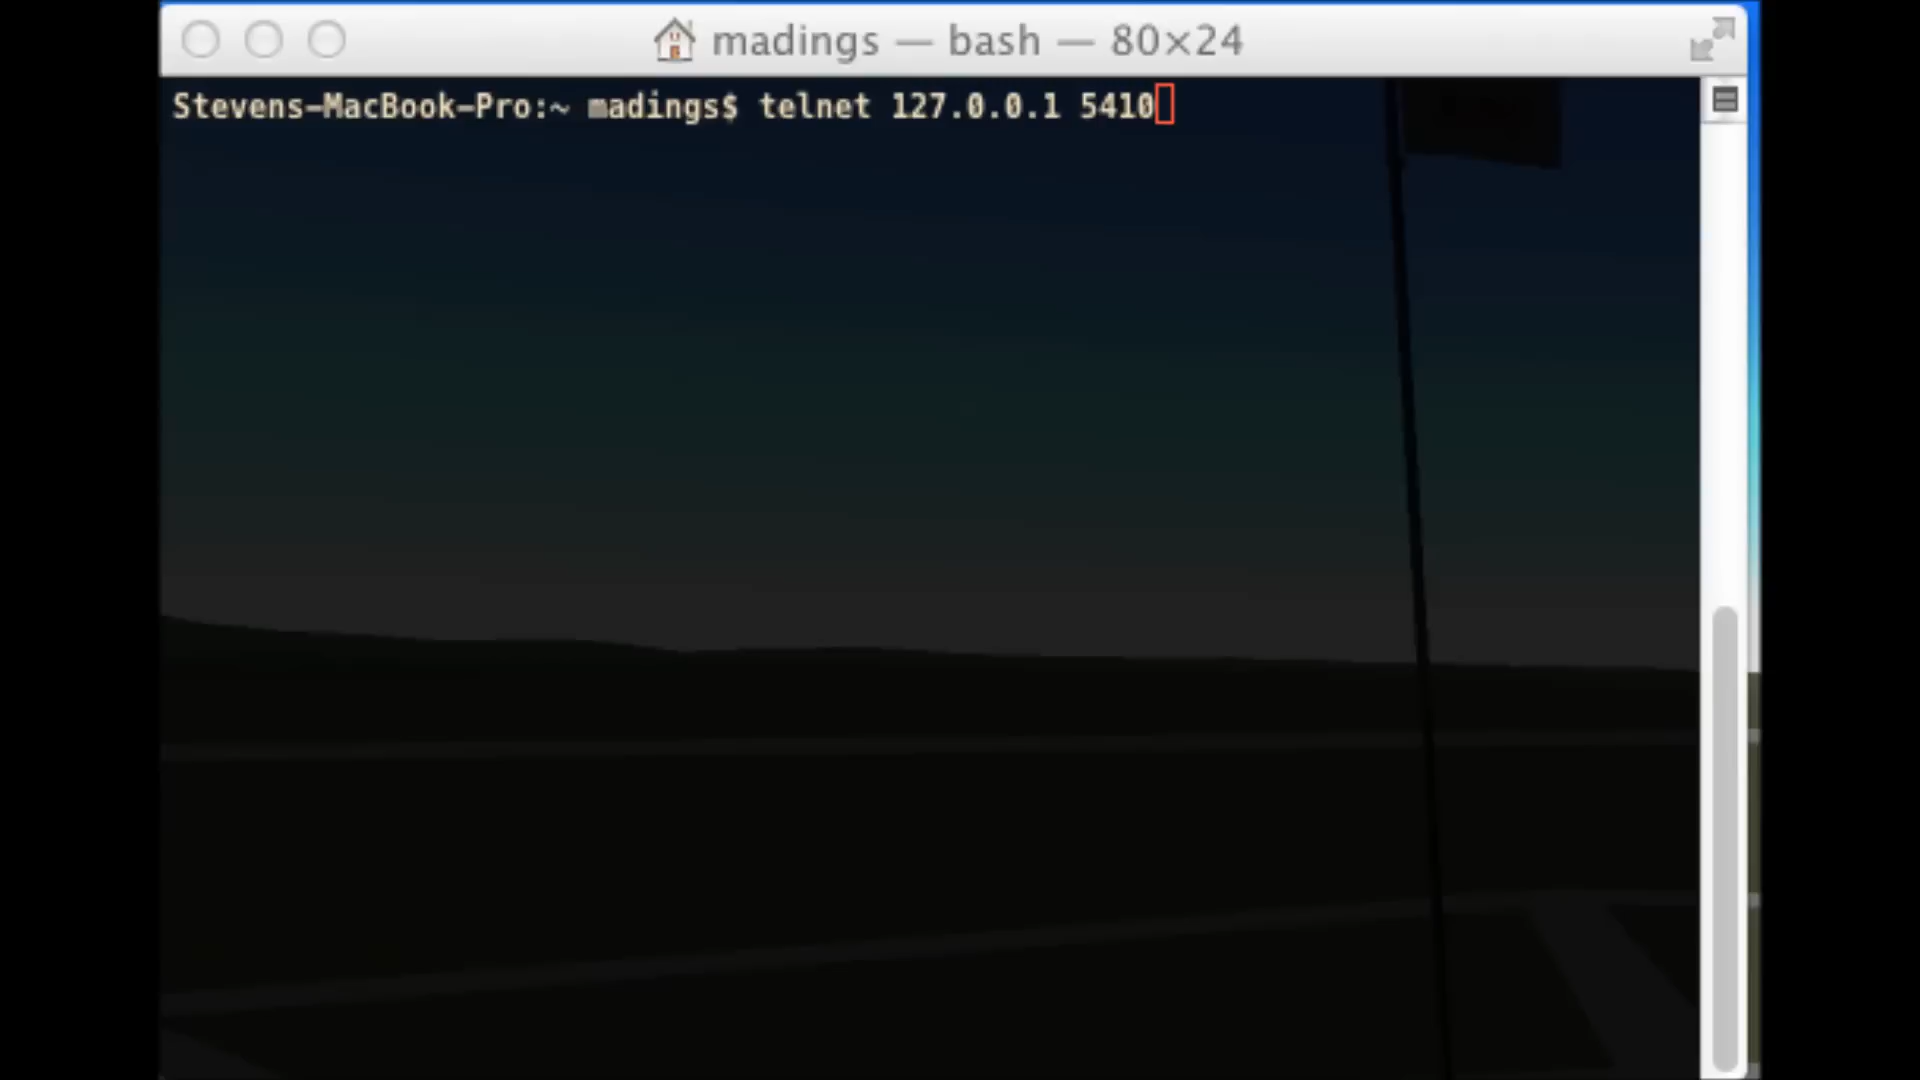 madings — bash — 80×24
Stevens-MacBook-Pro:~ madings$ telnet 127.0.0.1 5410